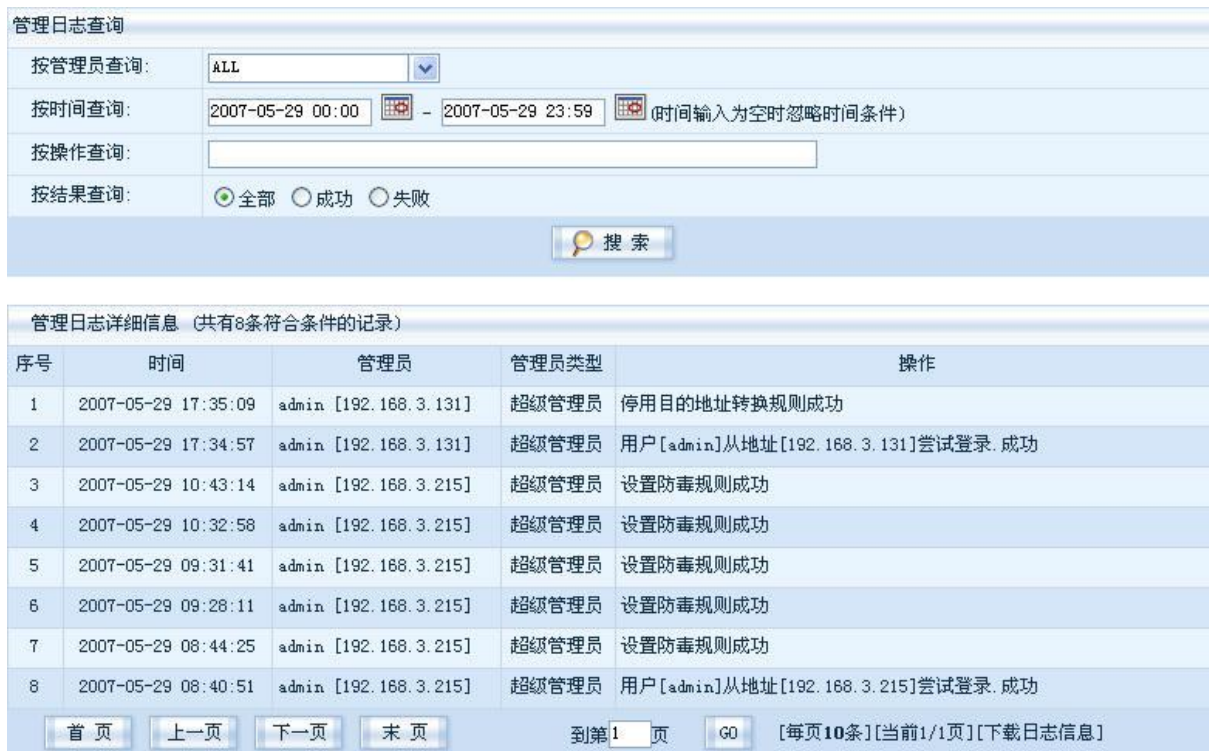 管理日志查询
按管理员查询: ALL
按时间查询: 2007-05-29 00:00 - 2007-05-29 23:59 (时间输入为空时忽略时间条件)
按操作查询:
按结果查询: 全部 成功 失败
搜 索
管理日志详细信息 (共有8条符合条件的记录)
序号 时间 管理员 管理员类型 操作
1 2007-05-29 17:35:09 admin [192.168.3.131] 超级管理员 停用目的地址转换规则成功
2 2007-05-29 17:34:57 admin [192.168.3.131] 超级管理员 用户[admin]从地址[192.168.3.131]尝试登录.成功
3 2007-05-29 10:43:14 admin [192.168.3.215] 超级管理员 设置防毒规则成功
4 2007-05-29 10:32:58 admin [192.168.3.215] 超级管理员 设置防毒规则成功
5 2007-05-29 09:31:41 admin [192.168.3.215] 超级管理员 设置防毒规则成功
6 2007-05-29 09:28:11 admin [192.168.3.215] 超级管理员 设置防毒规则成功
7 2007-05-29 08:44:25 admin [192.168.3.215] 超级管理员 设置防毒规则成功
8 2007-05-29 08:40:51 admin [192.168.3.215] 超级管理员 用户[admin]从地址[192.168.3.215]尝试登录.成功
首 页 上一页 下一页 末 页 到第1 页 GO [每页10条][当前1/1页][下载日志信息]